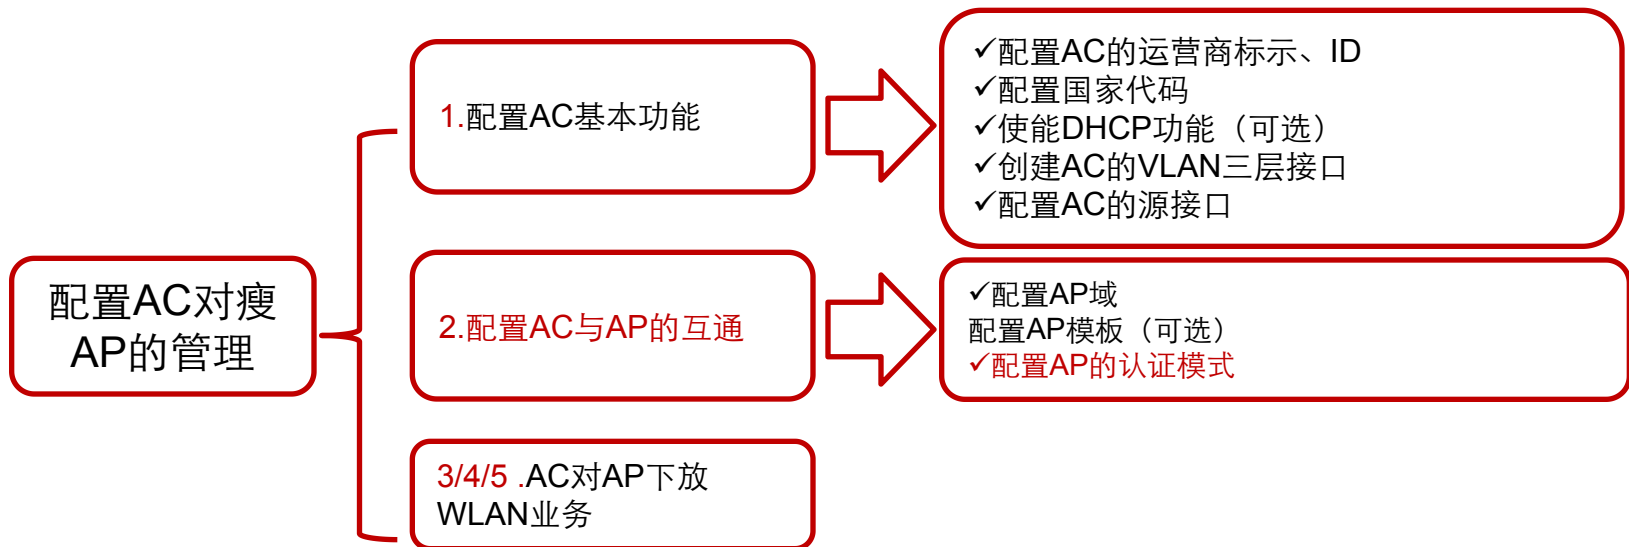 配置AC对瘦
AP的管理
1.配置AC基本功能
✓配置AC的运营商标示、ID
✓配置国家代码
✓使能DHCP功能（可选）
✓创建AC的VLAN三层接口
✓配置AC的源接口
2.配置AC与AP的互通
✓配置AP域
配置AP模板（可选）
✓配置AP的认证模式
3/4/5 .AC对AP下放
WLAN业务